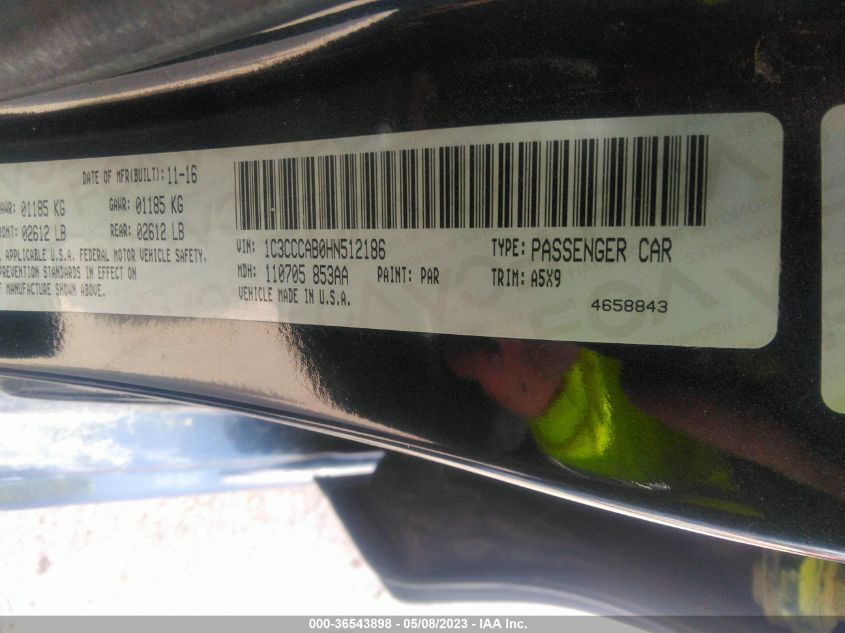 DATE OF MFR(BUILT): 11-16
GAWR: 01185 KG GAWR: 01185 KG
FRONT: 02612 LB REAR: 02612 LB
APPLICABLE U.S.A. FEDERAL MOTOR VEHICLE SAFETY,
PREVENTION STANDARDS IN EFFECT ON
OF MANUFACTURE SHOWN ABOVE.
VIN: 1C3CCCAB0HN512186 TYPE: PASSENGER CAR
MDH: 110705 853AA PAINT: PAR TRIM: A5X9
VEHICLE MADE IN U.S.A.
4658843
000-36543898 - 05/08/2023 - IAA Inc.